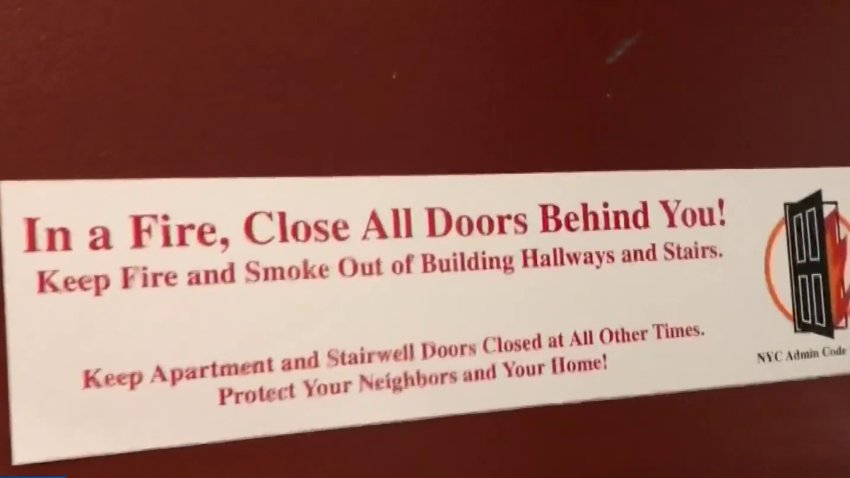 In a Fire, Close All Doors Behind You!
Keep Fire and Smoke Out of Building Hallways and Stairs.
Keep Apartment and Stairwell Doors Closed at All Other Times.
Protect Your Neighbors and Your Home!
NYC Admin Code